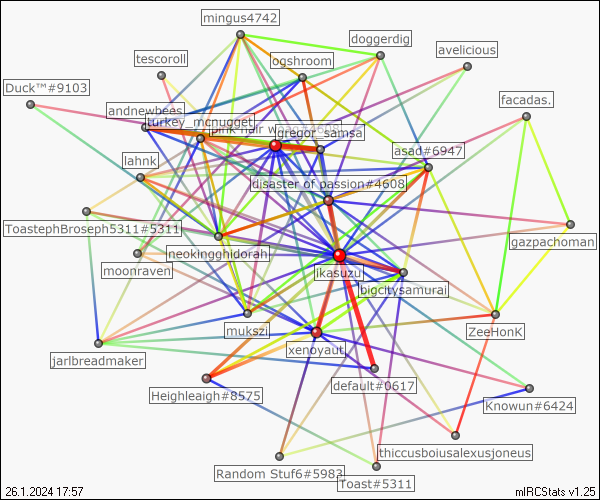 mingus4742
doggerdig
avelicious
tescoroll
ogshroom
Duck™#9103
facadas.
andnewbees
turkey_mcnugget
pink hair w
gregor_samsa
asad#6947
lahnk
disaster of passion#4608
ToastephBroseph5311#5311
gazpachoman
neokingghidorah
moonraven
jkasuzu
bigcitysamurai
mukszi
ZeeHonK
xenoyaut
jarlbreadmaker
default#0617
Heighleaigh#8575
Knowun#6424
thiccusboiusalexusjoneus
Random Stuf6#5983
Toast#5311
26.1.2024 17:57
mIRCStats v1.25